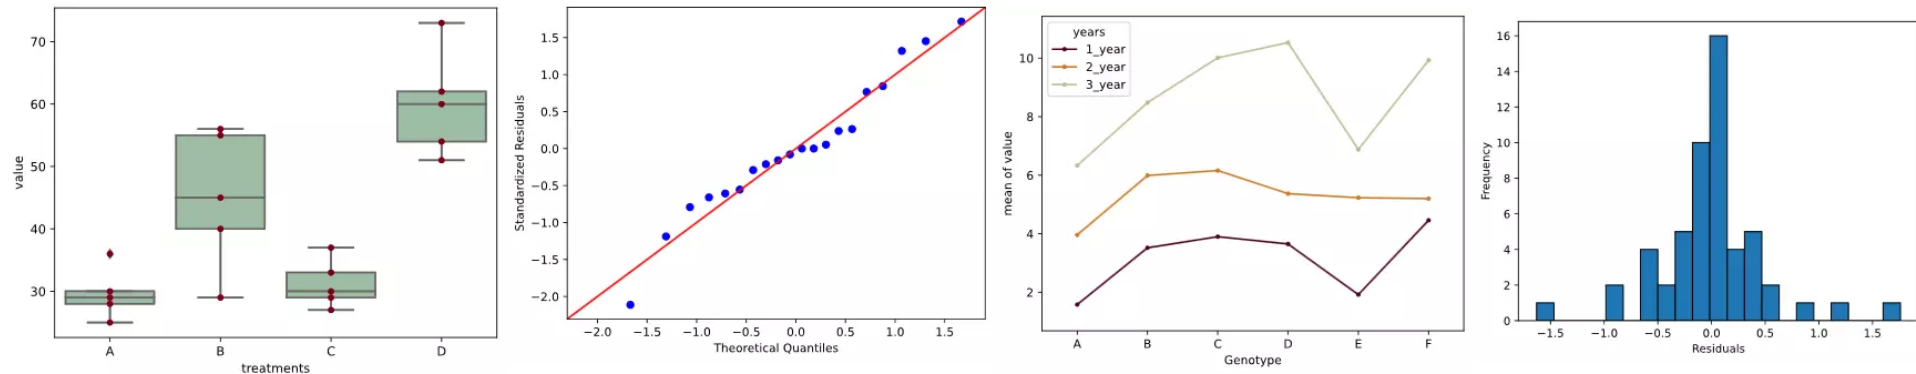 70
60
50
40
30
value
A B C D
treatments
1.5
1.0
0.5
0.0
−0.5
−1.0
−1.5
−2.0
Standardized Residuals
−2.0 −1.5 −1.0 −0.5 0.0 0.5 1.0 1.5
Theoretical Quantiles
years
1_year
2_year
3_year
10
8
6
4
2
mean of value
A B C D E F
Genotype
16
14
12
10
8
6
4
2
0
Frequency
−1.5 −1.0 −0.5 0.0 0.5 1.0 1.5
Residuals